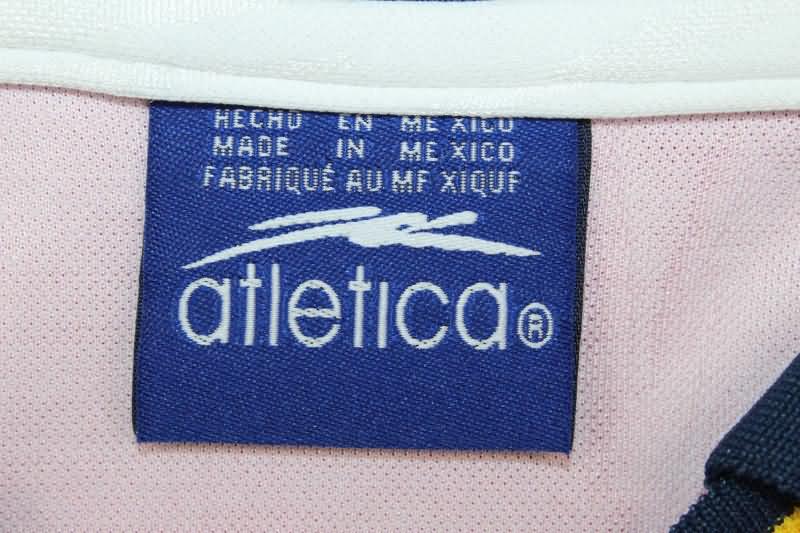 HECHO EN MEXICO
MADE IN MEXICO
FABRIQUÉ AU MEXIQUE
atletica®